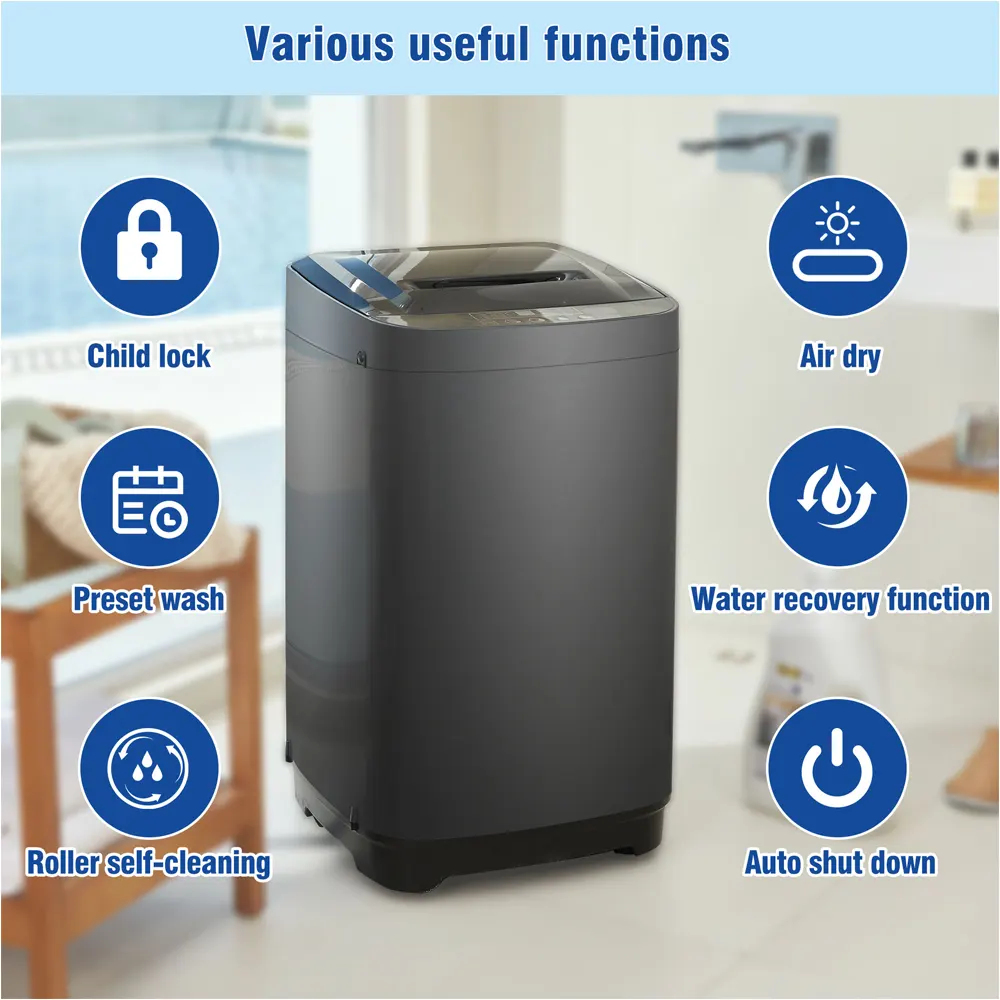 Various useful functions
Child lock
Air dry
Preset wash
Water recovery function
Roller self-cleaning
Auto shut down